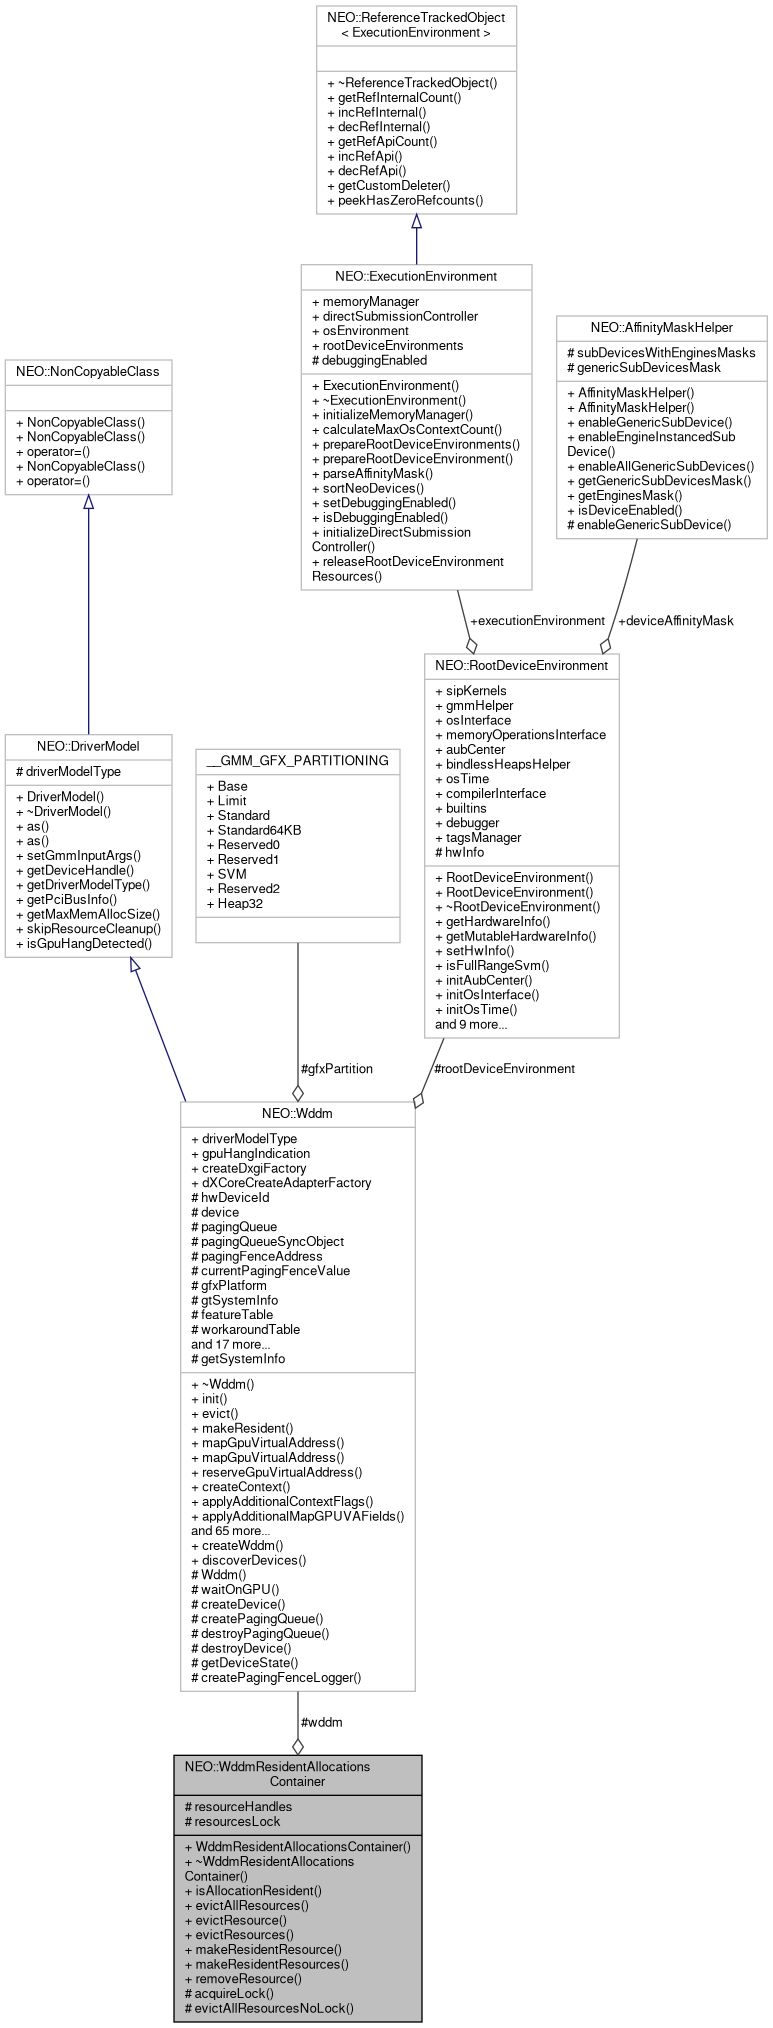 NEO::ReferenceTrackedObject
< ExecutionEnvironment >
+ ~ReferenceTrackedObject()
+ getRefInternalCount()
+ incRefInternal()
+ decRefInternal()
+ getRefApiCount()
+ incRefApi()
+ decRefApi()
+ getCustomDeleter()
+ peekHasZeroRefcounts()
NEO::ExecutionEnvironment
+ memoryManager
+ directSubmissionController
+ osEnvironment
+ rootDeviceEnvironments
# debuggingEnabled
+ ExecutionEnvironment()
+ ~ExecutionEnvironment()
+ initializeMemoryManager()
+ calculateMaxOsContextCount()
+ prepareRootDeviceEnvironments()
+ prepareRootDeviceEnvironment()
+ parseAffinityMask()
+ sortNeoDevices()
+ setDebuggingEnabled()
+ isDebuggingEnabled()
+ initializeDirectSubmission
Controller()
+ releaseRootDeviceEnvironment
Resources()
NEO::AffinityMaskHelper
# subDevicesWithEnginesMasks
# genericSubDevicesMask
+ AffinityMaskHelper()
+ AffinityMaskHelper()
+ enableGenericSubDevice()
+ enableEngineInstancedSub
Device()
+ enableAllGenericSubDevices()
+ getGenericSubDevicesMask()
+ getEnginesMask()
+ isDeviceEnabled()
# enableGenericSubDevice()
NEO::NonCopyableClass
+ NonCopyableClass()
+ NonCopyableClass()
+ operator=()
+ NonCopyableClass()
+ operator=()
+executionEnvironment
+deviceAffinityMask
NEO::RootDeviceEnvironment
+ sipKernels
+ gmmHelper
+ osInterface
+ memoryOperationsInterface
+ aubCenter
+ bindlessHeapsHelper
+ osTime
+ compilerInterface
+ builtins
+ debugger
+ tagsManager
# hwInfo
+ RootDeviceEnvironment()
+ RootDeviceEnvironment()
+ ~RootDeviceEnvironment()
+ getHardwareInfo()
+ getMutableHardwareInfo()
+ setHwInfo()
+ isFullRangeSvm()
+ initAubCenter()
+ initOsInterface()
+ initOsTime()
and 9 more...
NEO::DriverModel
# driverModelType
+ DriverModel()
+ ~DriverModel()
+ as()
+ as()
+ setGmmInputArgs()
+ getDeviceHandle()
+ getDriverModelType()
+ getPciBusInfo()
+ getMaxMemAllocSize()
+ skipResourceCleanup()
+ isGpuHangDetected()
__GMM_GFX_PARTITIONING
+ Base
+ Limit
+ Standard
+ Standard64KB
+ Reserved0
+ Reserved1
+ SVM
+ Reserved2
+ Heap32
#gfxPartition
#rootDeviceEnvironment
NEO::Wddm
+ driverModelType
+ gpuHangIndication
+ createDxgiFactory
+ dXCoreCreateAdapterFactory
# hwDeviceId
# device
# pagingQueue
# pagingQueueSyncObject
# pagingFenceAddress
# currentPagingFenceValue
# gfxPlatform
# gtSystemInfo
# featureTable
# workaroundTable
and 17 more...
# getSystemInfo
+ ~Wddm()
+ init()
+ evict()
+ makeResident()
+ mapGpuVirtualAddress()
+ mapGpuVirtualAddress()
+ reserveGpuVirtualAddress()
+ createContext()
+ applyAdditionalContextFlags()
+ applyAdditionalMapGPUVAFields()
and 65 more...
+ createWddm()
+ discoverDevices()
# Wddm()
# waitOnGPU()
# createDevice()
# createPagingQueue()
# destroyPagingQueue()
# destroyDevice()
# getDeviceState()
# createPagingFenceLogger()
#wddm
NEO::WddmResidentAllocations
Container
# resourceHandles
# resourcesLock
+ WddmResidentAllocationsContainer()
+ ~WddmResidentAllocations
Container()
+ isAllocationResident()
+ evictAllResources()
+ evictResource()
+ evictResources()
+ makeResidentResource()
+ makeResidentResources()
+ removeResource()
# acquireLock()
# evictAllResourcesNoLock()